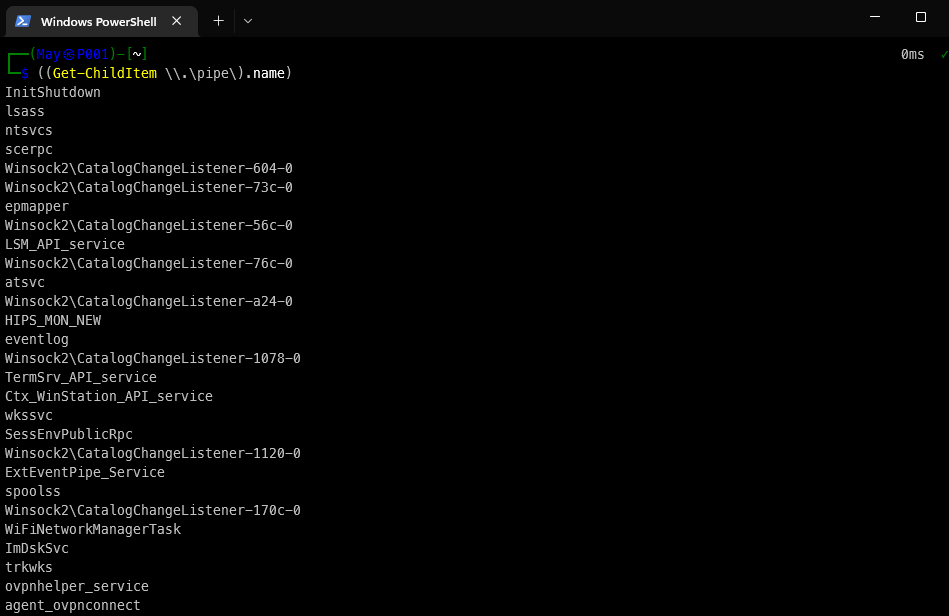 Windows PowerShell
┌──(May㉿P001)-[~] 0ms ✓
└─$ ((Get-ChildItem \\.\pipe\).name)
InitShutdown
lsass
ntsvcs
scerpc
Winsock2\CatalogChangeListener-604-0
Winsock2\CatalogChangeListener-73c-0
epmapper
Winsock2\CatalogChangeListener-56c-0
LSM_API_service
Winsock2\CatalogChangeListener-76c-0
atsvc
Winsock2\CatalogChangeListener-a24-0
HIPS_MON_NEW
eventlog
Winsock2\CatalogChangeListener-1078-0
TermSrv_API_service
Ctx_WinStation_API_service
wkssvc
SessEnvPublicRpc
Winsock2\CatalogChangeListener-1120-0
ExtEventPipe_Service
spoolss
Winsock2\CatalogChangeListener-170c-0
WiFiNetworkManagerTask
ImDskSvc
trkwks
ovpnhelper_service
agent_ovpnconnect